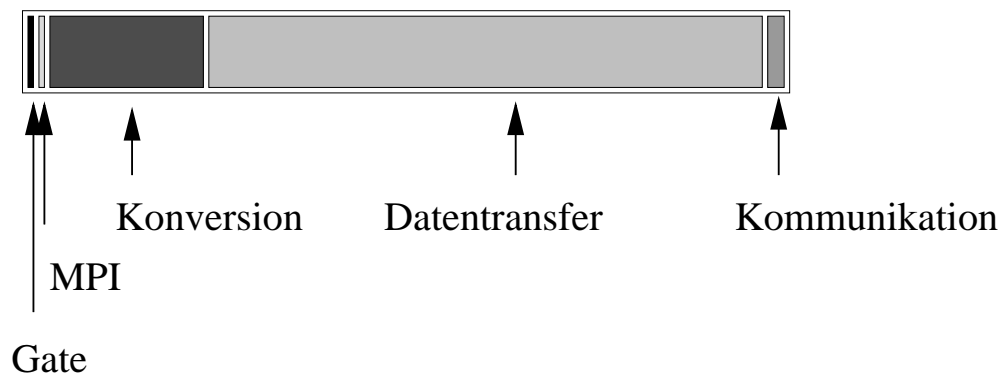 Konversion
Datentransfer
Kommunikation
MPI
Gate